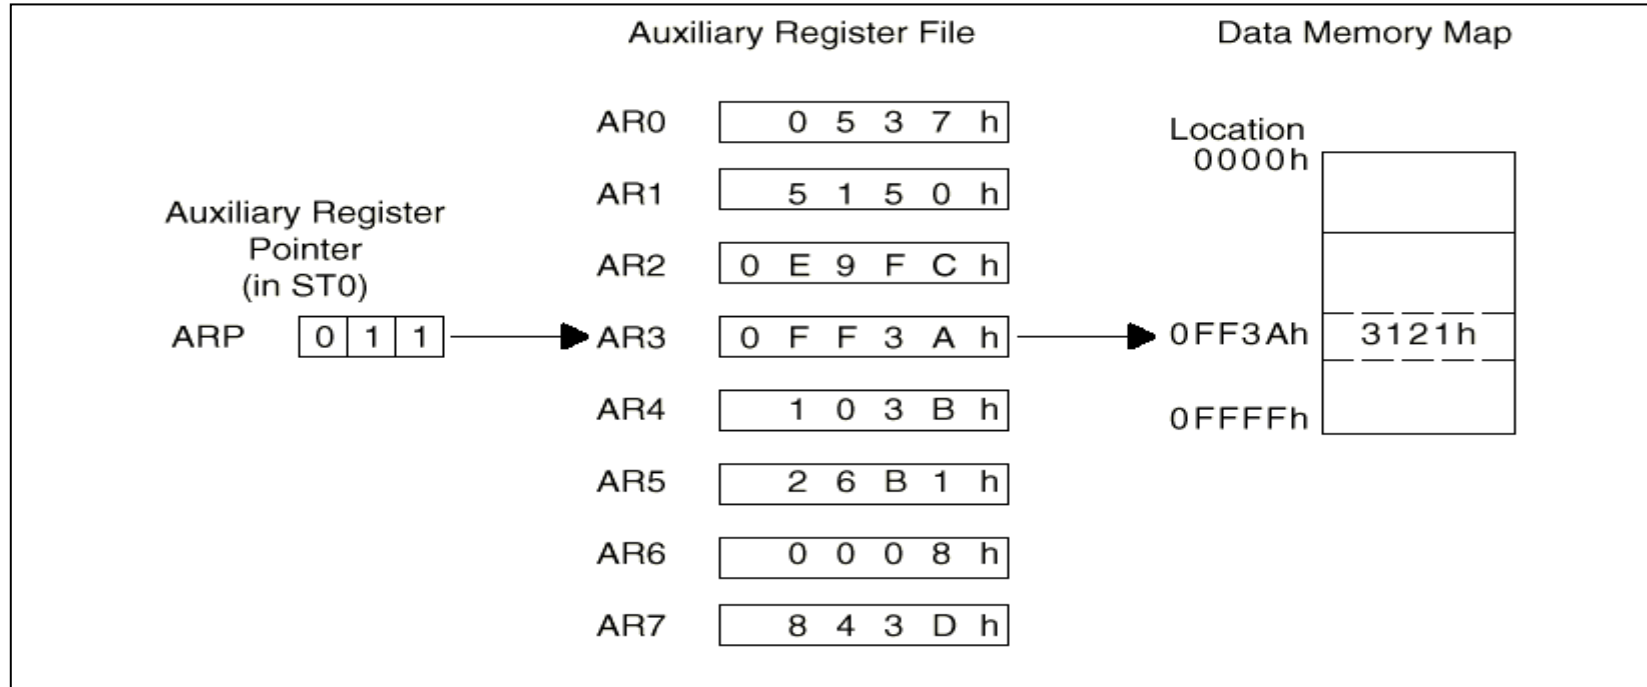 Auxiliary Register File
Data Memory Map
AR0 0 5 3 7 h
AR1 5 1 5 0 h
AR2 0 E 9 F C h
AR3 0 F F 3 A h
AR4 1 0 3 B h
AR5 2 6 B 1 h
AR6 0 0 0 8 h
AR7 8 4 3 D h
Auxiliary Register
Pointer
(in ST0)
ARP 0 1 1
Location
0000h
0FF3Ah 3121h
0FFFFh